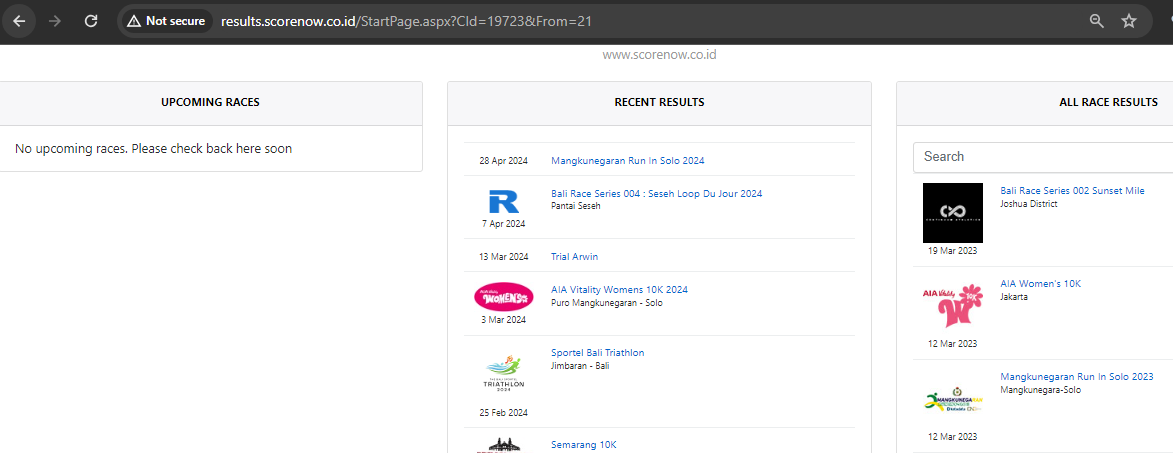 Not secure
results.scorenow.co.id/StartPage.aspx?CId=19723&From=21
www.scorenow.co.id
UPCOMING RACES
No upcoming races. Please check back here soon
RECENT RESULTS
28 Apr 2024
Mangkunegaran Run In Solo 2024
R
Bali Race Series 004 : Seseh Loop Du Jour 2024
Pantai Seseh
7 Apr 2024
13 Mar 2024
Trial Arwin
WOMEN'S
AIA Vitality Womens 10K 2024
Puro Mangkunegaran - Solo
3 Mar 2024
Sportel Bali Triathlon
Jimbaran - Bali
TRIATHLON
2024
25 Feb 2024
Semarang 10K
ALL RACE RESULTS
Search
Bali Race Series 002 Sunset Mile
Joshua District
19 Mar 2023
AIA Women's 10K
Jakarta
AIA Vitality
10K
W
12 Mar 2023
Mangkunegaran Run In Solo 2023
Mangkunegara-Solo
MANGKUNEGARAN
12 Mar 2023